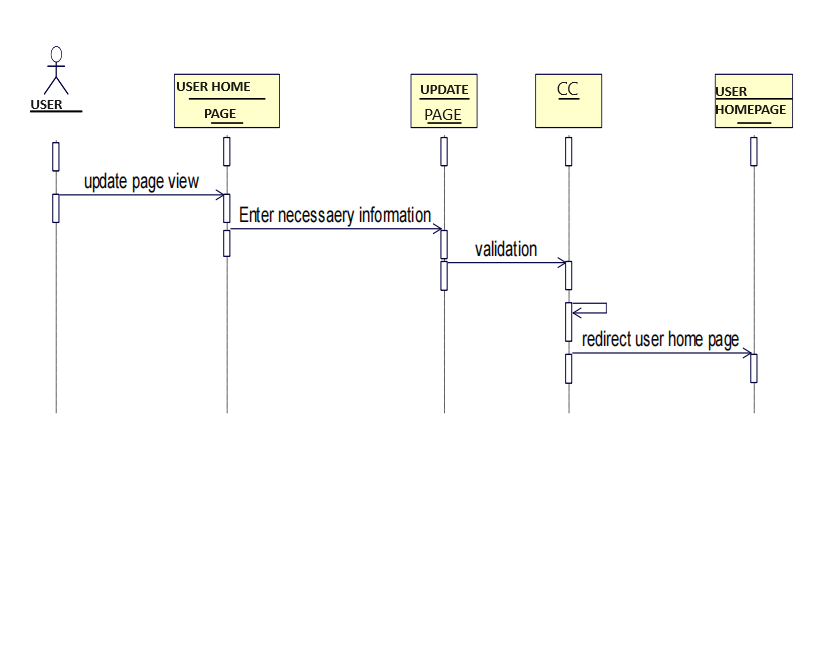 USER
USER HOME
PAGE
UPDATE
PAGE
CC
USER
HOMEPAGE
update page view
Enter necessaery information
validation
redirect user home page